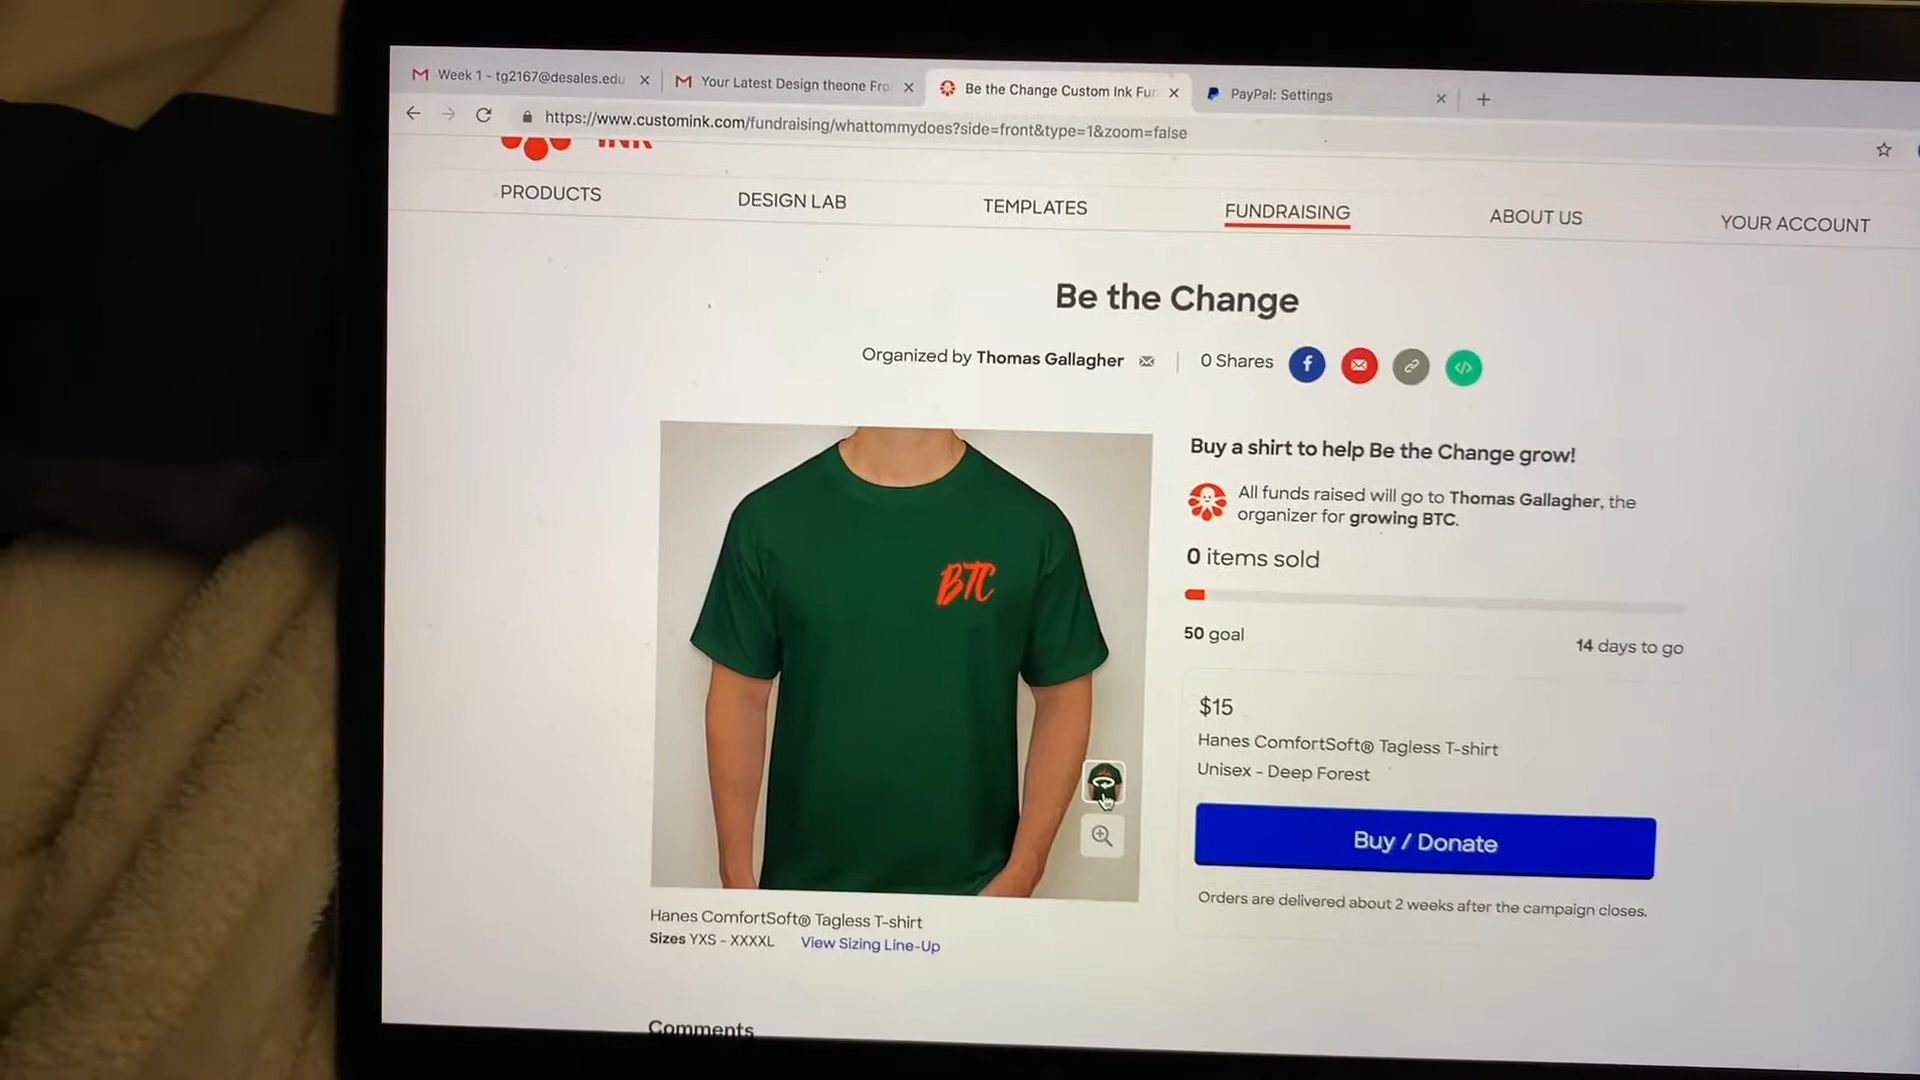 Week 1 - tg2167@desales.edu
Your Latest Design theone Fro
Be the Change Custom Ink Fur
PayPal: Settings
https://www.customink.com/fundraising/whattommydoes?side=front&type=1&zoom=false
INK
PRODUCTS
DESIGN LAB
TEMPLATES
FUNDRAISING
ABOUT US
YOUR ACCOUNT
Be the Change
Organized by Thomas Gallagher
0 Shares
Buy a shirt to help Be the Change grow!
All funds raised will go to Thomas Gallagher, the
organizer for growing BTC.
BTC
0 items sold
50 goal
14 days to go
$15
Hanes ComfortSoft® Tagless T-shirt
Unisex - Deep Forest
Buy / Donate
Orders are delivered about 2 weeks after the campaign closes.
Hanes ComfortSoft® Tagless T-shirt
Sizes YXS - XXXXL View Sizing Line-Up
Comments